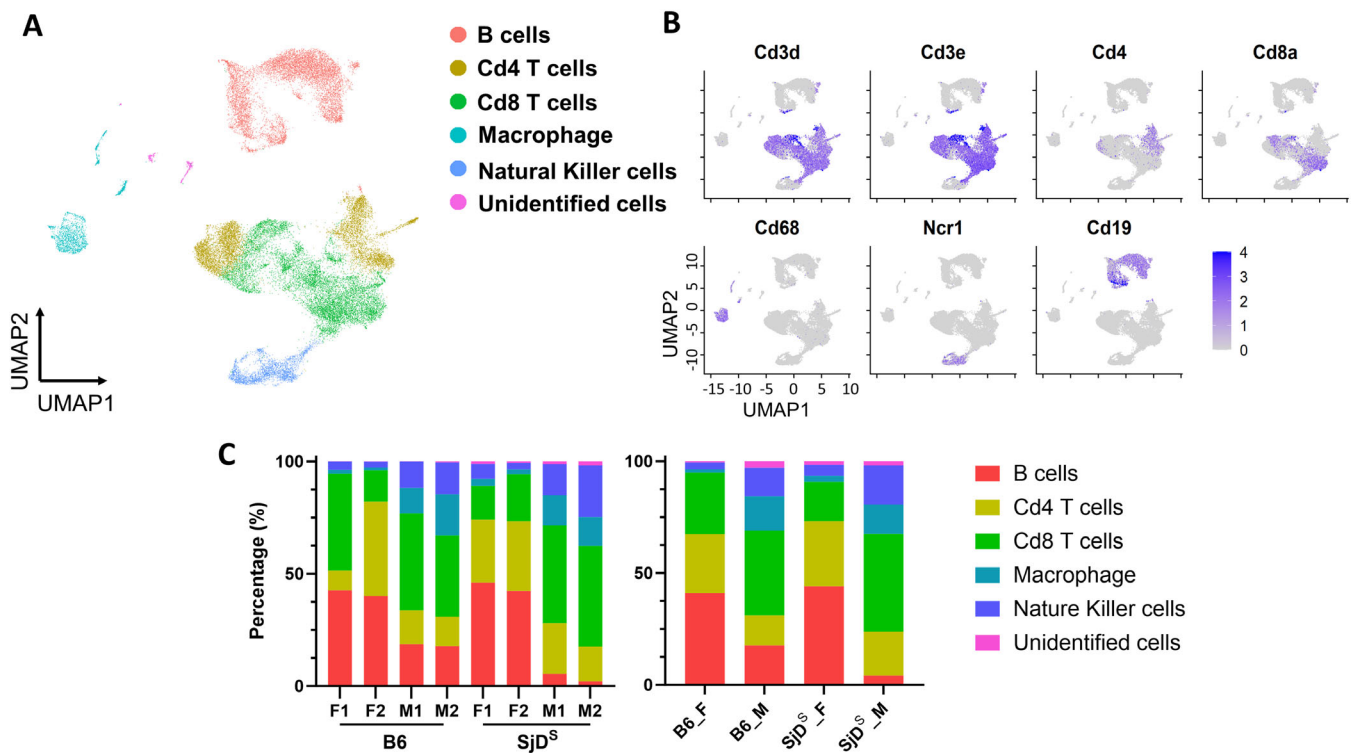 A
B cells
Cd4 T cells
Cd8 T cells
Macrophage
Natural Killer cells
Unidentified cells
UMAP2
UMAP1
B
Cd3d
Cd3e
Cd4
Cd8a
Cd68
Ncr1
Cd19
10
5
0
-5
-10
UMAP2
-15 -10 -5 0 5 10
UMAP1
4
3
2
1
0
C
100
50
0
Percentage (%)
F1 F2 M1 M2 F1 F2 M1 M2
B6 SjDˢ
100
50
0
B6_F B6_M SjDˢ_F SjDˢ_M
B cells
Cd4 T cells
Cd8 T cells
Macrophage
Nature Killer cells
Unidentified cells